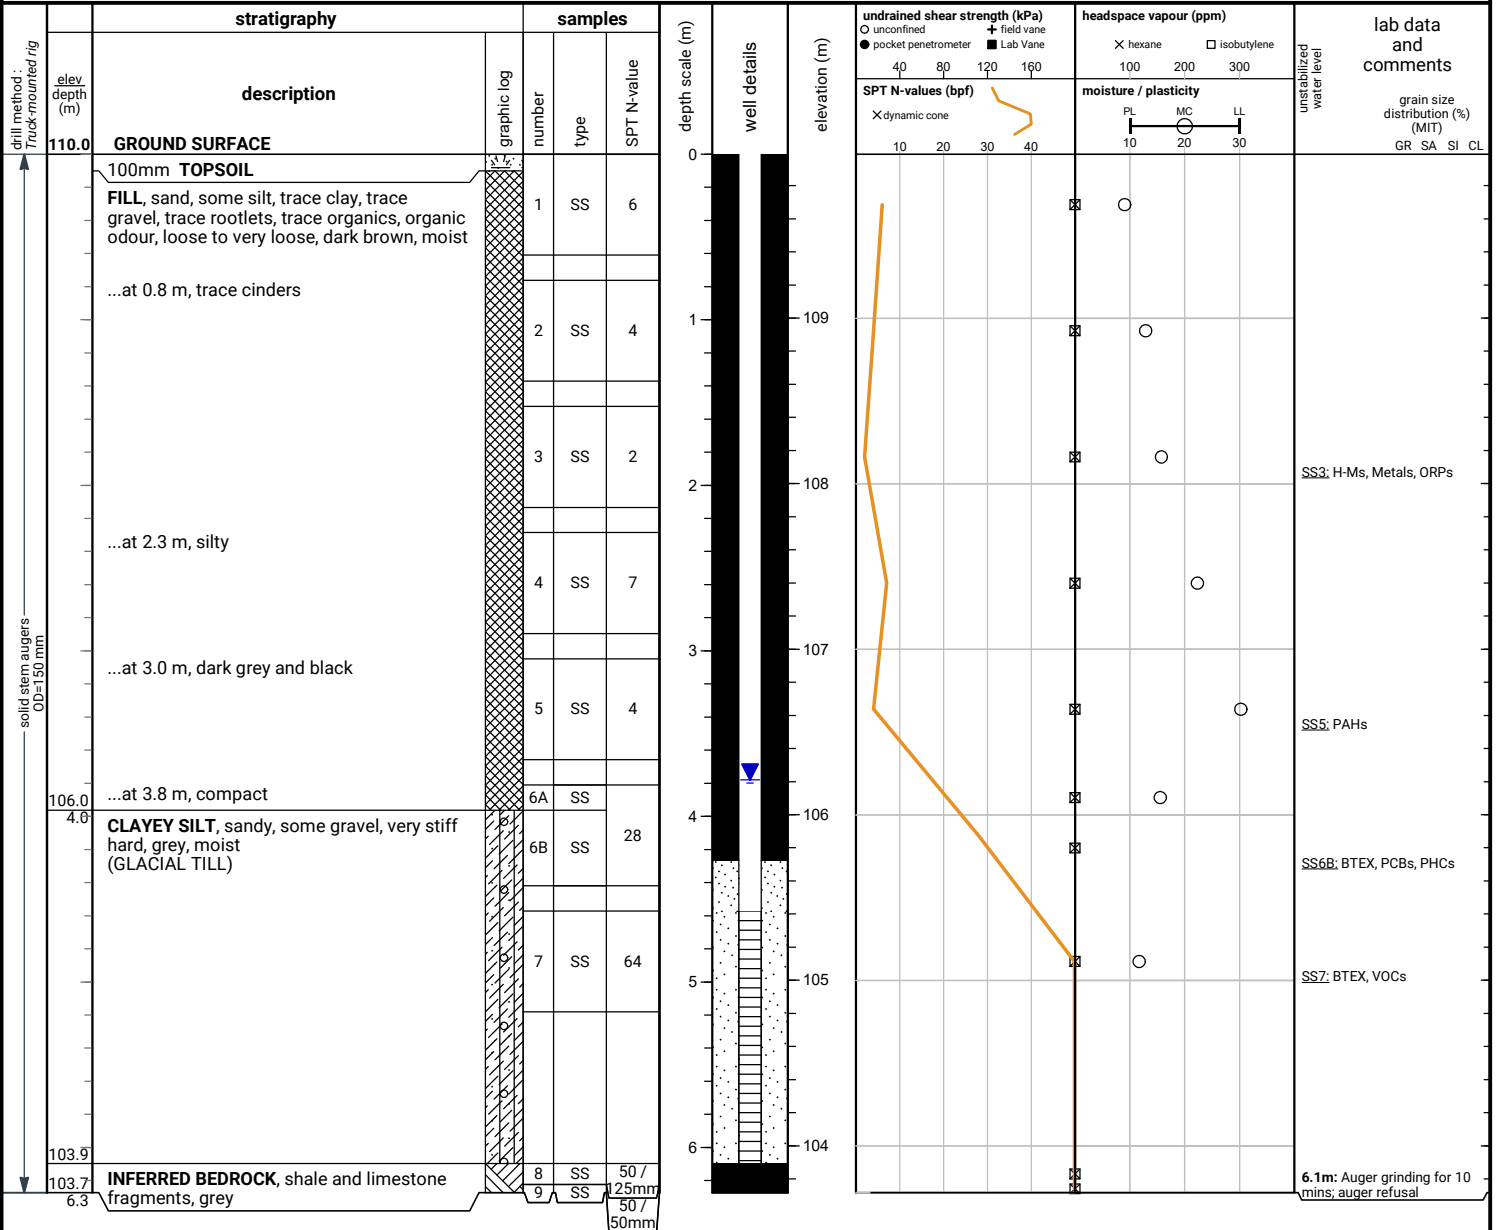 stratigraphy
samples
drill method :
Truck-mounted rig
elev
depth
(m)
description
graphic log
number
type
SPT N-value
depth scale (m)
well details
elevation (m)
undrained shear strength (kPa)
unconfined
field vane
pocket penetrometer
Lab Vane
40 80 120 160
SPT N-values (bpf)
dynamic cone
10 20 30 40
headspace vapour (ppm)
hexane
isobutylene
100 200 300
moisture / plasticity
PL MC LL
10 20 30
unstabilized
water level
lab data
and
comments
grain size
distribution (%)
(MIT)
GR SA SI CL
110.0 GROUND SURFACE
100mm TOPSOIL
FILL, sand, some silt, trace clay, trace
gravel, trace rootlets, trace organics, organic
odour, loose to very loose, dark brown, moist
1 SS 6
...at 0.8 m, trace cinders
2 SS 4
3 SS 2
...at 2.3 m, silty
4 SS 7
...at 3.0 m, dark grey and black
5 SS 4
...at 3.8 m, compact
6A SS
106.0
4.0
CLAYEY SILT, sandy, some gravel, very stiff
hard, grey, moist
(GLACIAL TILL)
6B SS
28
7 SS 64
103.9
INFERRED BEDROCK, shale and limestone
fragments, grey
8 SS 50 /
125mm
103.7
6.3
9 SS 50 /
50mm
solid stem augers
OD=150 mm
0
1
2
3
4
5
6
109
108
107
106
105
104
SS3: H-Ms, Metals, ORPs
SS5: PAHs
SS6B: BTEX, PCBs, PHCs
SS7: BTEX, VOCs
6.1m: Auger grinding for 10
mins; auger refusal